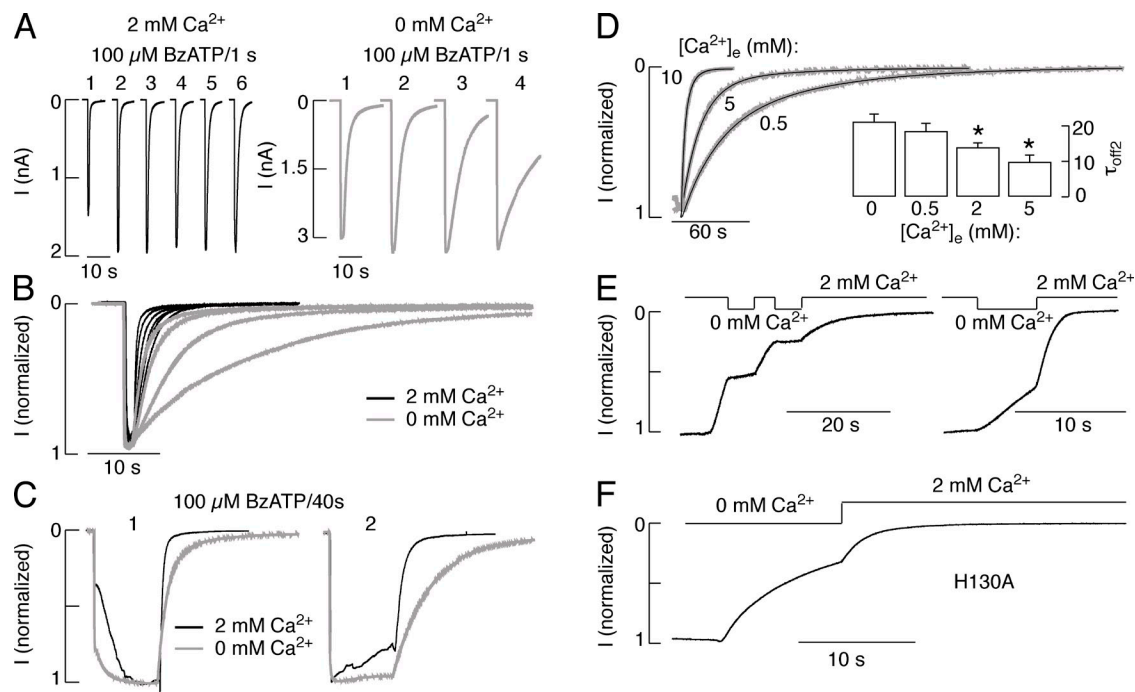 A
2 mM Ca²⁺
0 mM Ca²⁺
100 µM BzATP/1 s
100 µM BzATP/1 s
1 2 3 4 5 6
1 2 3 4
0
1
2
I (nA)
10 s
0
1.5
3
I (nA)
10 s
B
0
1
I (normalized)
2 mM Ca²⁺
0 mM Ca²⁺
10 s
C
100 µM BzATP/40s
1
2
0
1
I (normalized)
2 mM Ca²⁺
0 mM Ca²⁺
D
[Ca²⁺]e (mM):
0
1
I (normalized)
10
5
0.5
60 s
* *
20
10
0
τoff2
0 0.5 2 5
[Ca²⁺]e (mM):
E
2 mM Ca²⁺
2 mM Ca²⁺
0 mM Ca²⁺
0 mM Ca²⁺
0
1
I (normalized)
20 s
10 s
F
0 mM Ca²⁺
2 mM Ca²⁺
0
1
I (normalized)
H130A
10 s